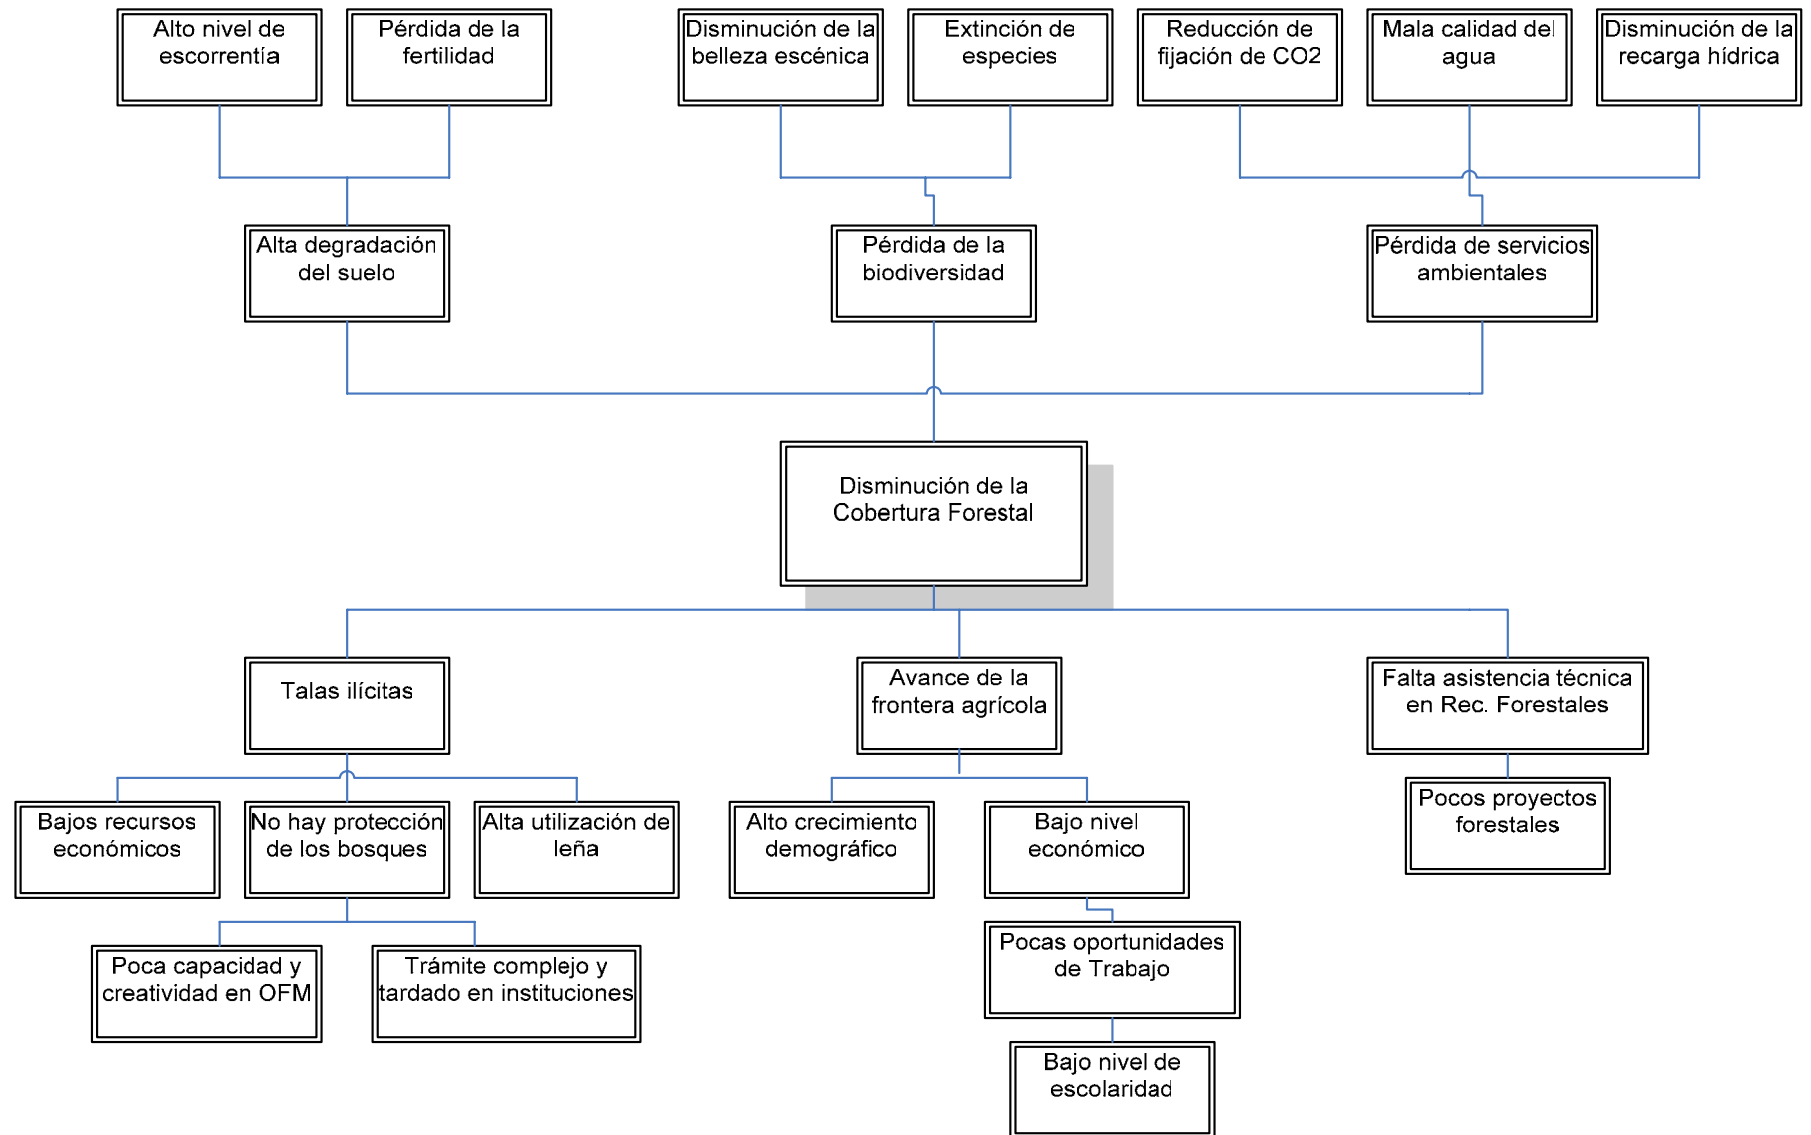 Alto nivel de
escorrentía
Pérdida de la
fertilidad
Disminución de la
belleza escénica
Extinción de
especies
Reducción de
fijación de CO2
Mala calidad del
agua
Disminución de la
recarga hídrica
Alta degradación
del suelo
Pérdida de la
biodiversidad
Pérdida de servicios
ambientales
Disminución de la
Cobertura Forestal
Talas ilícitas
Avance de la
frontera agrícola
Falta asistencia técnica
en Rec. Forestales
Bajos recursos
económicos
No hay protección
de los bosques
Alta utilización de
leña
Alto crecimiento
demográfico
Bajo nivel
económico
Pocos proyectos
forestales
Poca capacidad y
creatividad en OFM
Trámite complejo y
tardado en instituciones
Pocas oportunidades
de Trabajo
Bajo nivel de
escolaridad